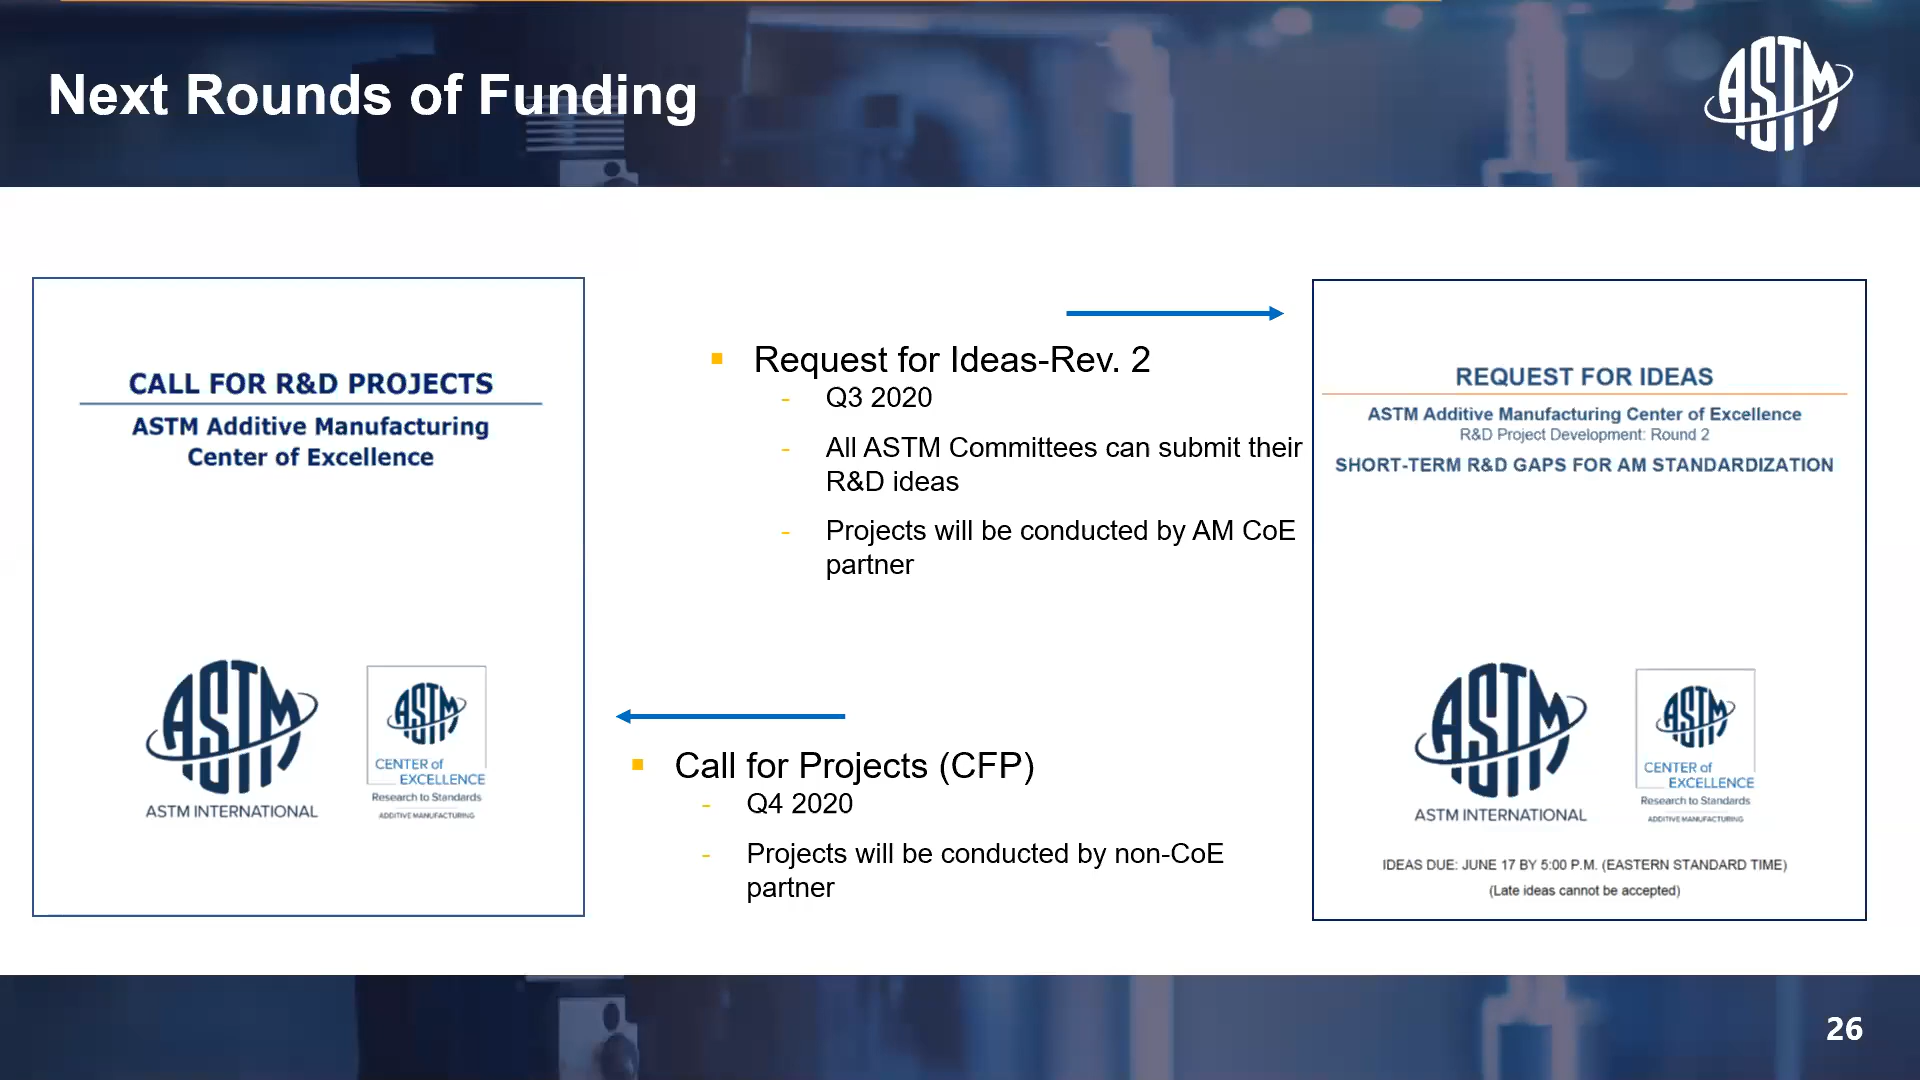 Next Rounds of Funding
ASTM
CALL FOR R&D PROJECTS
ASTM Additive Manufacturing
Center of Excellence
ASTM
ASTM INTERNATIONAL
ASTM
CENTER of
EXCELLENCE
Research to Standards
ADDITIVE MANUFACTURING
Request for Ideas-Rev. 2
- Q3 2020
- All ASTM Committees can submit their
R&D ideas
- Projects will be conducted by AM CoE
partner
Call for Projects (CFP)
- Q4 2020
- Projects will be conducted by non-CoE
partner
REQUEST FOR IDEAS
ASTM Additive Manufacturing Center of Excellence
R&D Project Development: Round 2
SHORT-TERM R&D GAPS FOR AM STANDARDIZATION
ASTM
ASTM INTERNATIONAL
ASTM
CENTER of
EXCELLENCE
Research to Standards
ADDITIVE MANUFACTURING
IDEAS DUE: JUNE 17 BY 5:00 P.M. (EASTERN STANDARD TIME)
(Late ideas cannot be accepted)
26